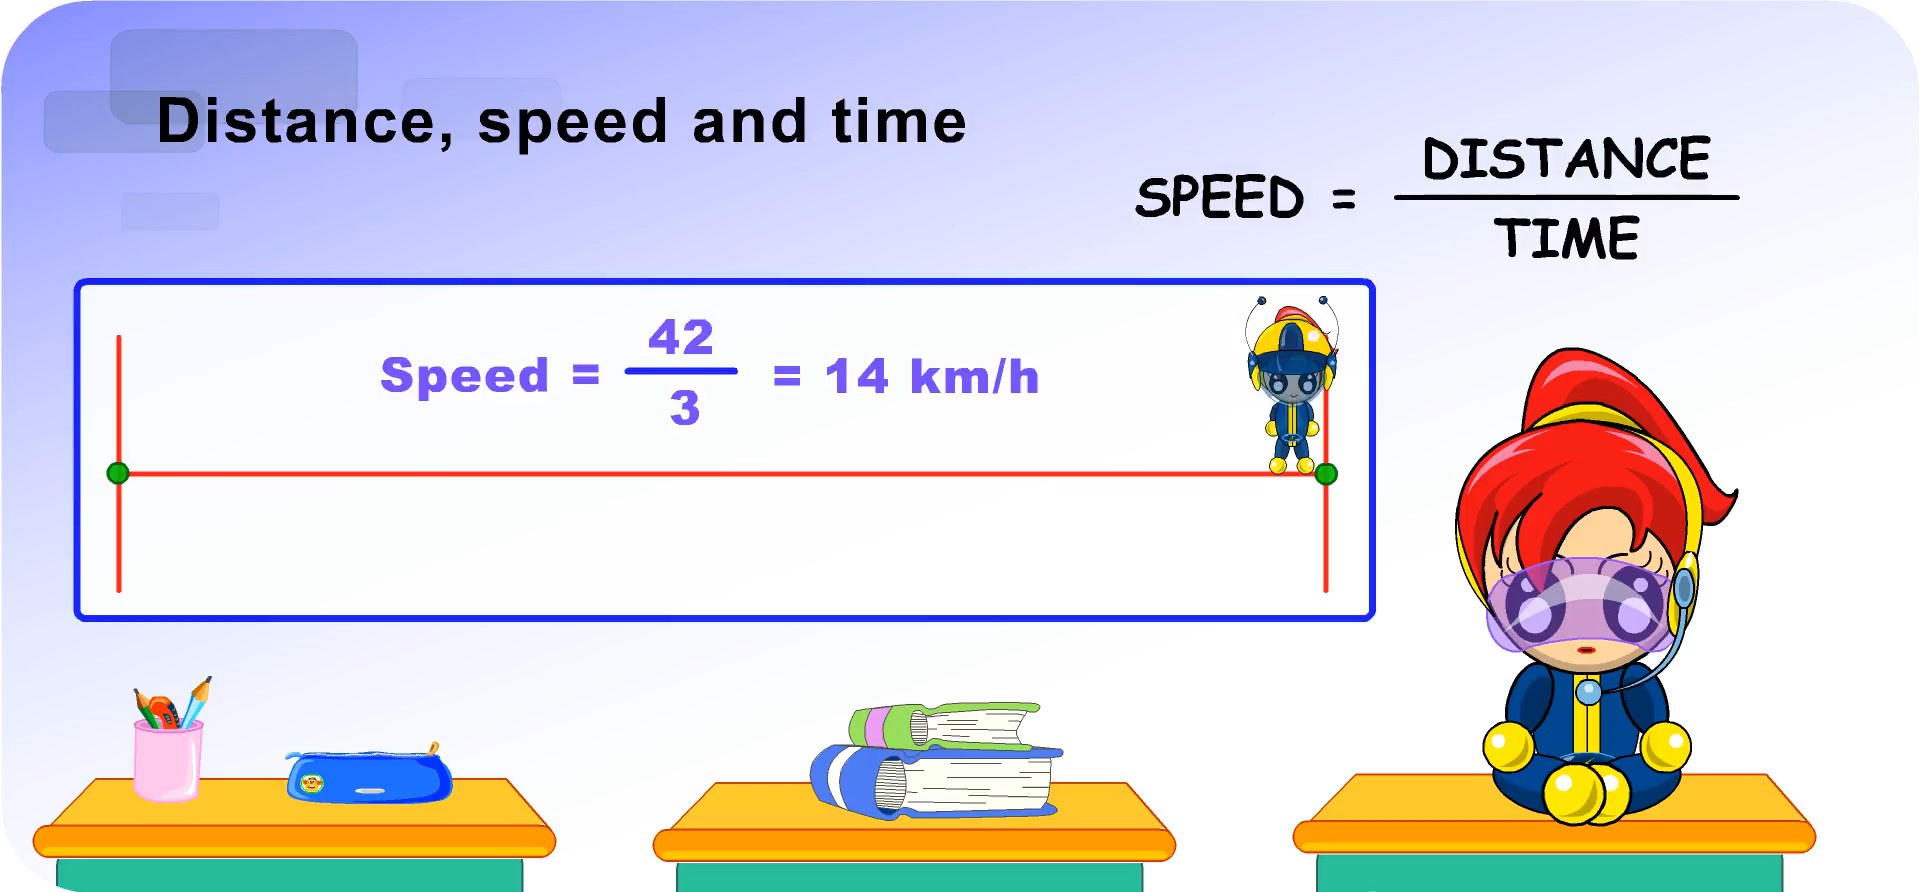 Distance, speed and time
SPEED = DISTANCE
TIME
Speed = 42
3
= 14 km/h